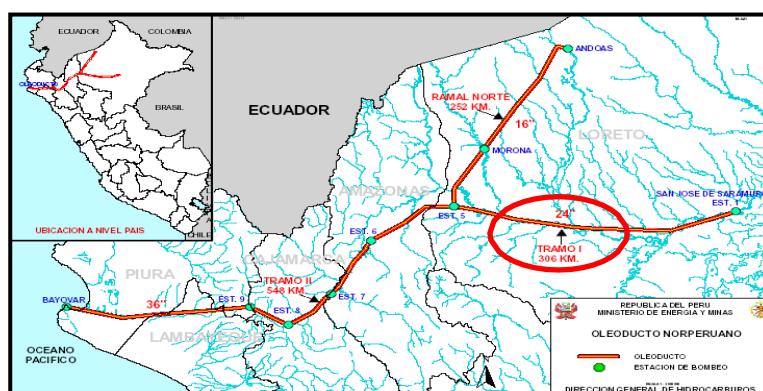 ECUADOR
COLOMBIA
OLEODUCTO
BRASIL
CHILE
UBICACION A NIVEL PAIS
ECUADOR
ANDOAS
RAMAL NORTE
252 KM.
16"
LORETO
MORONA
AMAZONAS
SAN JOSE DE SARAMURO
EST. 1
EST. 5
24"
TRAMO I
306 KM.
EST. 6
CAJAMARCA
PIURA
TRAMO II
548 KM.
EST. 7
BAYOVAR
36"
EST. 9
EST. 8
LAMBAYEQUE
OCEANO
PACIFICO
REPUBLICA DEL PERU
MINISTERIO DE ENERGIA Y MINAS
OLEODUCTO NORPERUANO
OLEODUCTO
ESTACION DE BOMBEO
DIRECCION GENERAL DE HIDROCARBUROS